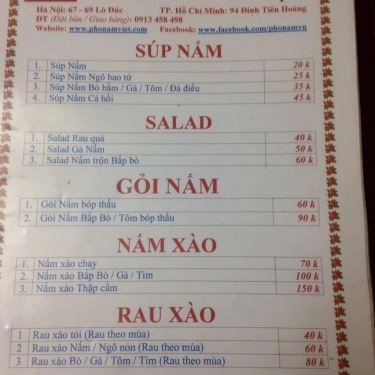 Hà Nội: 67 - 69 Lò Đúc TP. Hồ Chí Minh: 94 Đinh Tiên Hoàng
ĐT (Đặt bàn / Giao hàng): 0913 458 498
Website: www.phonamviet.com Facebook: www.facebook.com/phonamvn
SÚP NẤM
1. Súp Nấm 20 k
2. Súp Nấm Ngô bao tử 25 k
3. Súp Nấm Bò băm / Gà / Tôm / Đà điểu 35 k
4. Súp Nấm Cá hồi 45 k
SALAD
1. Salad Rau quả 40 k
2. Salad Gà Nấm 50 k
3. Salad Nấm trộn Bắp bò 60 k
GỎI NẤM
1. Gỏi Nấm bóp thấu 60 k
2. Gỏi Nấm Bắp Bò / Tôm bóp thấu 90 k
NẤM XÀO
1. Nấm xào chay 70 k
2. Nấm xào Bắp Bò / Gà / Tim 100 k
3. Nấm xào Thập cẩm 150 k
RAU XÀO
1 Rau xào tỏi (Rau theo mùa) 40 k
2 Rau xào Nấm / Ngô non (Rau theo mùa) 60 k
3 Rau xào Bò / Gà / Tôm / Tim (Rau theo mùa) 80 k